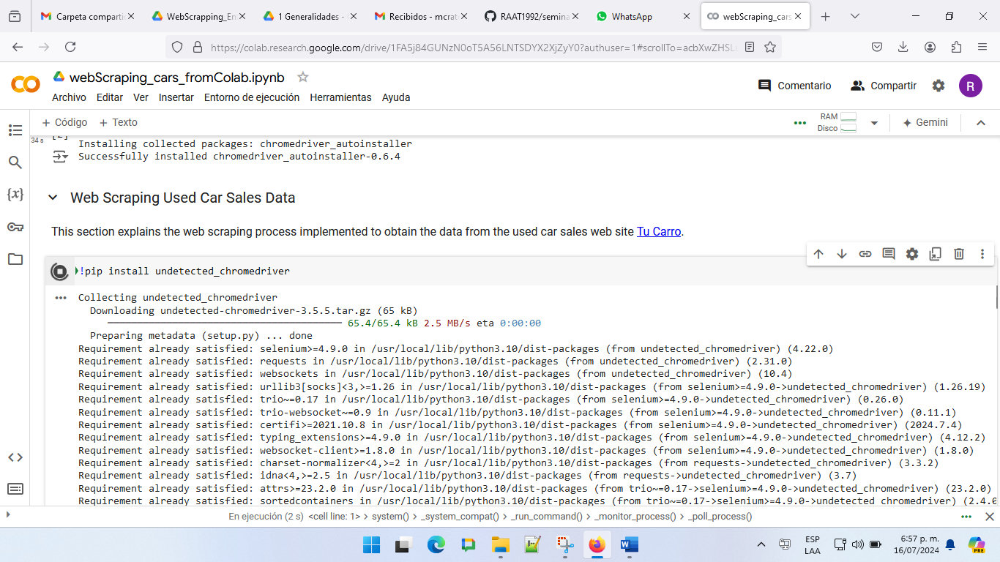 Carpeta comparti
WebScrapping_En
1 Generalidades -
Recibidos - mcrat
RAAT1992/semina
WhatsApp
webScraping_cars
https://colab.research.google.com/drive/1FA5j84GUNzN0oT5A56LNTSDYX2XjZyY0?authuser=1#scrollTo=acbXwZHSL
webScraping_cars_fromColab.ipynb
Archivo Editar Ver Insertar Entorno de ejecución Herramientas Ayuda
Comentario Compartir R
+ Código + Texto
RAM
Disco
Gemini
34 s
[2]
Installing collected packages: chromedriver_autoinstaller
Successfully installed chromedriver_autoinstaller-0.6.4
{x}
Web Scraping Used Car Sales Data
This section explains the web scraping process implemented to obtain the data from the used car sales web site Tu Carro.
!pip install undetected_chromedriver
Collecting undetected_chromedriver
Downloading undetected-chromedriver-3.5.5.tar.gz (65 kB)
65.4/65.4 kB 2.5 MB/s eta 0:00:00
Preparing metadata (setup.py) ... done
Requirement already satisfied: selenium>=4.9.0 in /usr/local/lib/python3.10/dist-packages (from undetected_chromedriver) (4.22.0)
Requirement already satisfied: requests in /usr/local/lib/python3.10/dist-packages (from undetected_chromedriver) (2.31.0)
Requirement already satisfied: websockets in /usr/local/lib/python3.10/dist-packages (from undetected_chromedriver) (10.4)
Requirement already satisfied: urllib3[socks]<3,>=1.26 in /usr/local/lib/python3.10/dist-packages (from selenium>=4.9.0->undetected_chromedriver) (1.26.19)
Requirement already satisfied: trio~=0.17 in /usr/local/lib/python3.10/dist-packages (from selenium>=4.9.0->undetected_chromedriver) (0.26.0)
Requirement already satisfied: trio-websocket~=0.9 in /usr/local/lib/python3.10/dist-packages (from selenium>=4.9.0->undetected_chromedriver) (0.11.1)
Requirement already satisfied: certifi>=2021.10.8 in /usr/local/lib/python3.10/dist-packages (from selenium>=4.9.0->undetected_chromedriver) (2024.7.4)
Requirement already satisfied: typing_extensions>=4.9.0 in /usr/local/lib/python3.10/dist-packages (from selenium>=4.9.0->undetected_chromedriver) (4.12.2)
Requirement already satisfied: websocket-client>=1.8.0 in /usr/local/lib/python3.10/dist-packages (from selenium>=4.9.0->undetected_chromedriver) (1.8.0)
Requirement already satisfied: charset-normalizer<4,>=2 in /usr/local/lib/python3.10/dist-packages (from requests->undetected_chromedriver) (3.3.2)
Requirement already satisfied: idna<4,>=2.5 in /usr/local/lib/python3.10/dist-packages (from requests->undetected_chromedriver) (3.7)
Requirement already satisfied: attrs>=23.2.0 in /usr/local/lib/python3.10/dist-packages (from trio~=0.17->selenium>=4.9.0->undetected_chromedriver) (23.2.0)
Requirement already satisfied: sortedcontainers in /usr/local/lib/python3.10/dist-packages (from trio~=0.17->selenium>=4.9.0->undetected chromedriver) (2.4.0
En ejecución (2 s) <cell line: 1> > system() > _system_compat() > _run_command() > _monitor_process() > _poll_process()
ESP
LAA
6:57 p. m.
16/07/2024
PRE